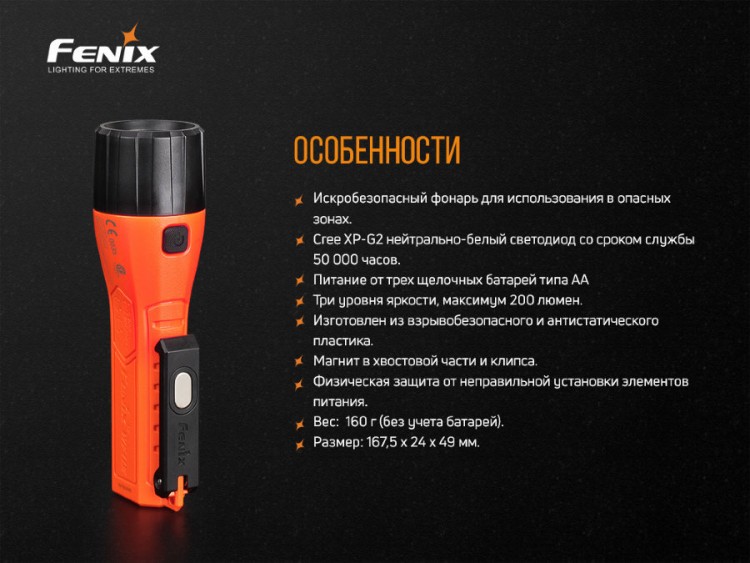 FENIX
LIGHTING FOR EXTREMES
ОСОБЕННОСТИ
Искробезопасный фонарь для использования в опасных
зонах.
Cree XP-G2 нейтрально-белый светодиод со сроком службы
50 000 часов.
Питание от трех щелочных батарей типа АА
Три уровня яркости, максимум 200 люмен.
Изготовлен из взрывобезопасного и антистатического
пластика.
Магнит в хвостовой части и клипса.
Физическая защита от неправильной установки элементов
питания.
Вес: 160 г (без учета батарей).
Размер: 167,5 x 24 x 49 мм.
CE
Fenix